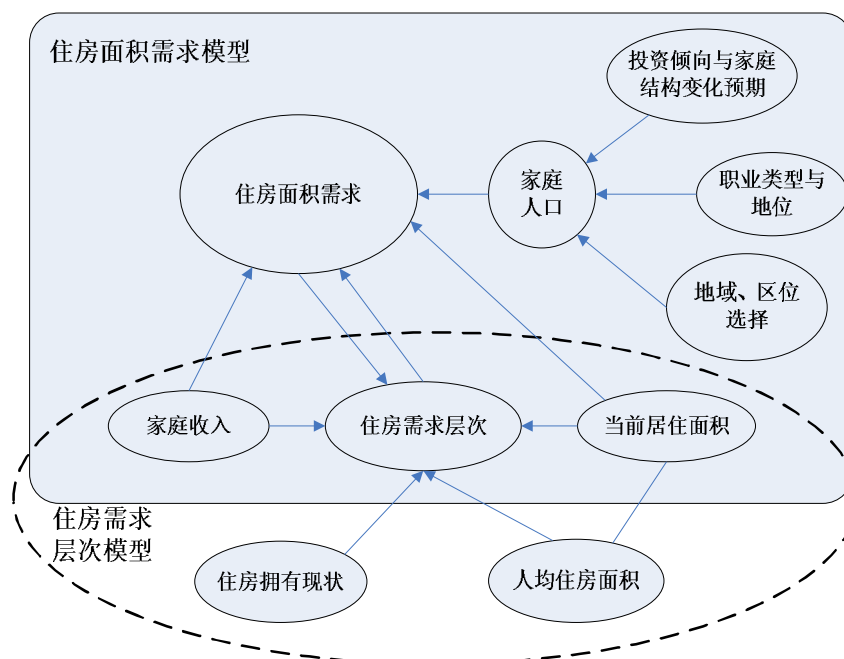 住房面积需求模型
投资倾向与家庭
结构变化预期
住房面积需求
家庭
人口
职业类型与
地位
地域、区位
选择
家庭收入
住房需求层次
当前居住面积
住房需求
层次模型
住房拥有现状
人均住房面积